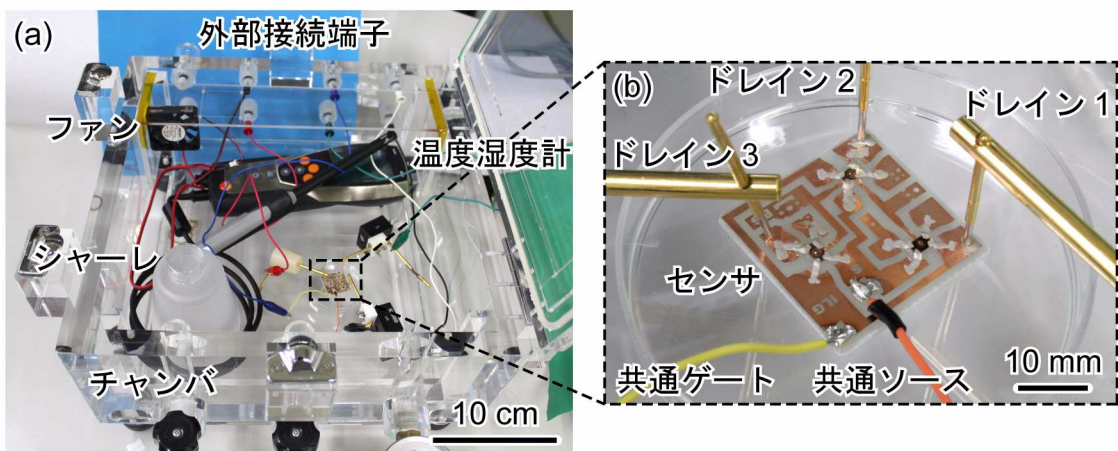 (a)
外部接続端子
ファン
温度湿度計
シャーレ
チャンバ
10 cm
(b)
ドレイン 2
ドレイン 1
ドレイン 3
センサ
ILG
共通ゲート
共通ソース
10 mm